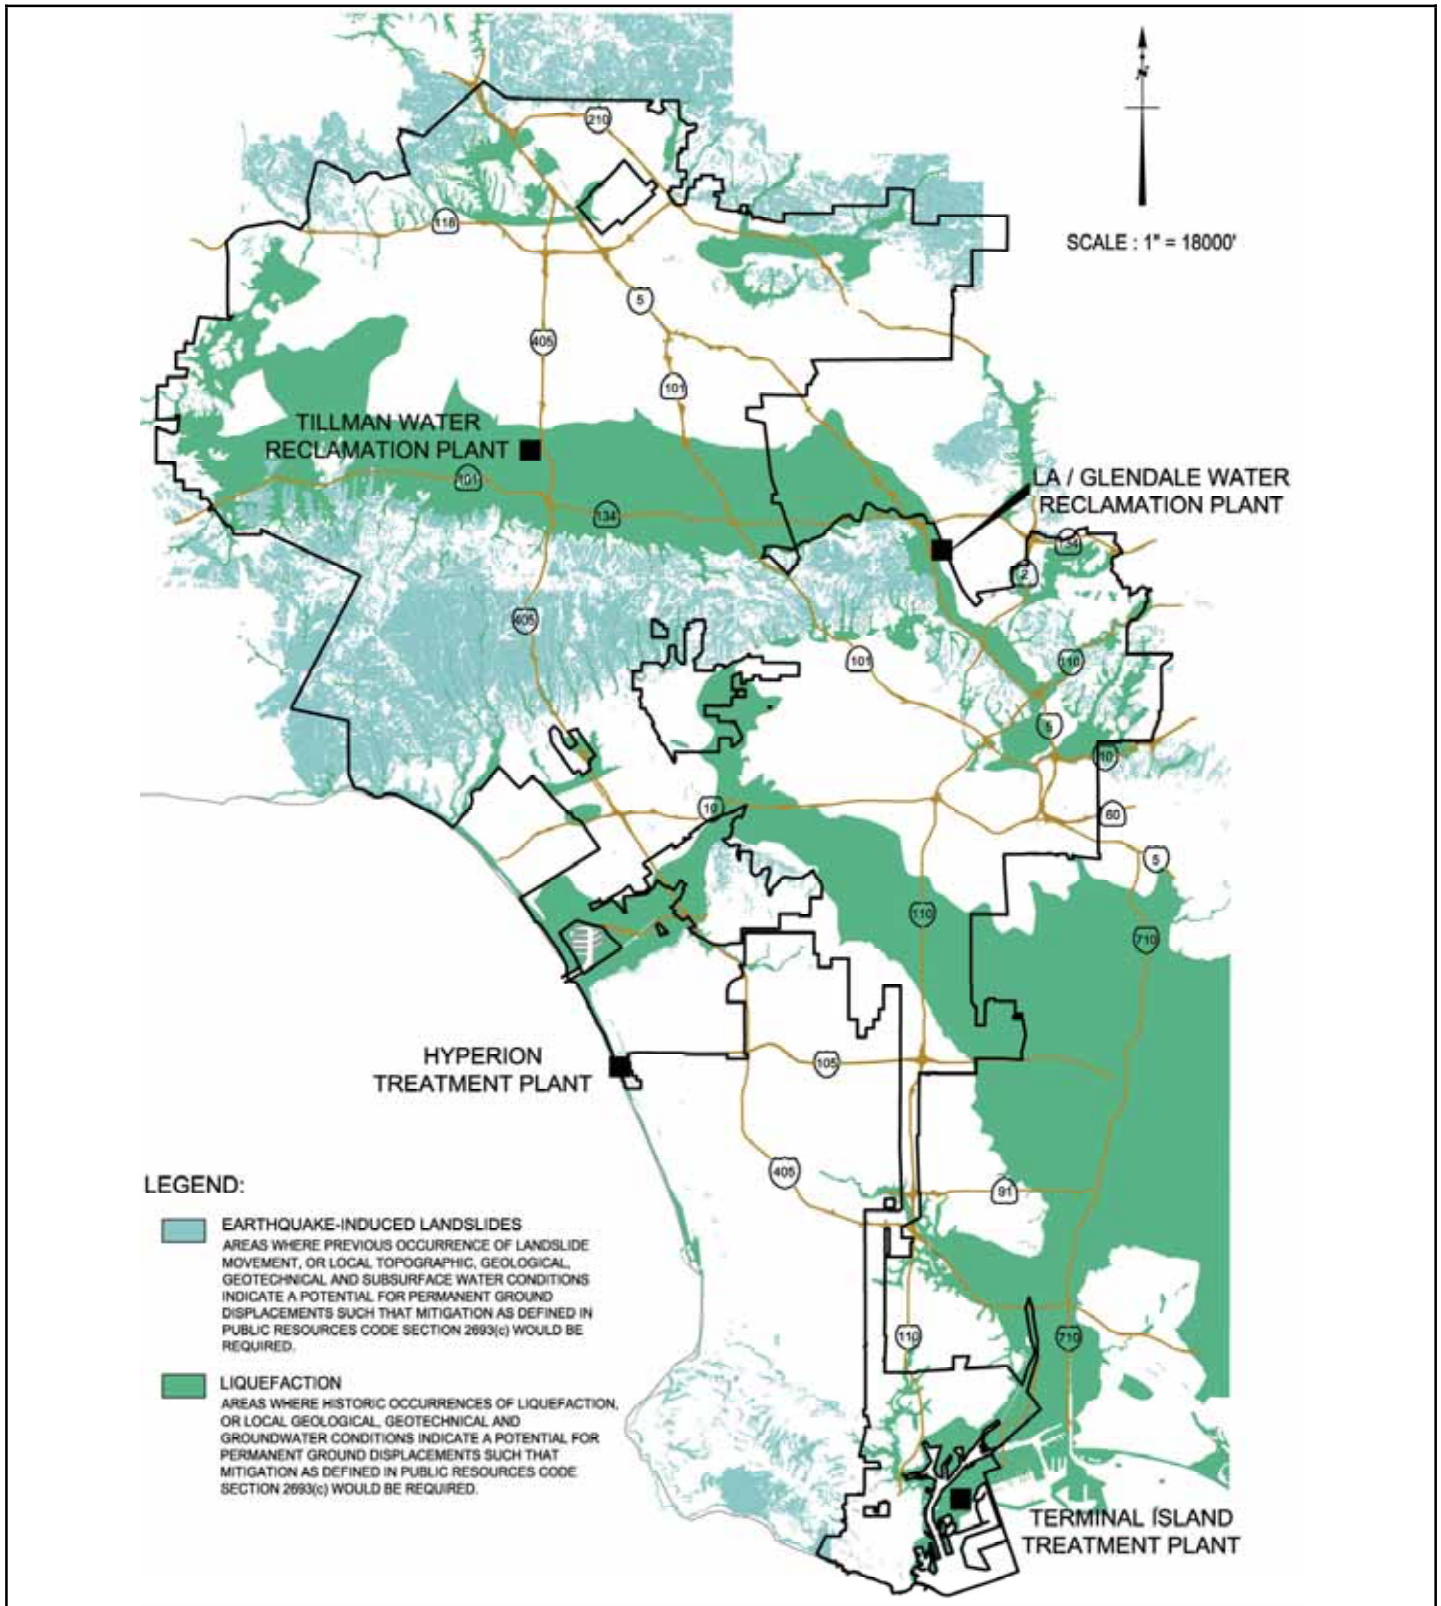 N
SCALE : 1" = 18000'
210
118
5
405
101
TILLMAN WATER
RECLAMATION PLANT
101
134
LA / GLENDALE WATER
RECLAMATION PLANT
134
2
405
101
110
5
10
10
60
5
110
710
HYPERION
TREATMENT PLANT
105
405
91
110
710
LEGEND:
EARTHQUAKE-INDUCED LANDSLIDES
AREAS WHERE PREVIOUS OCCURRENCE OF LANDSLIDE
MOVEMENT, OR LOCAL TOPOGRAPHIC, GEOLOGICAL,
GEOTECHNICAL AND SUBSURFACE WATER CONDITIONS
INDICATE A POTENTIAL FOR PERMANENT GROUND
DISPLACEMENTS SUCH THAT MITIGATION AS DEFINED IN
PUBLIC RESOURCES CODE SECTION 2693(c) WOULD BE
REQUIRED.
LIQUEFACTION
AREAS WHERE HISTORIC OCCURRENCES OF LIQUEFACTION,
OR LOCAL GEOLOGICAL, GEOTECHNICAL AND
GROUNDWATER CONDITIONS INDICATE A POTENTIAL FOR
PERMANENT GROUND DISPLACEMENTS SUCH THAT
MITIGATION AS DEFINED IN PUBLIC RESOURCES CODE
SECTION 2693(c) WOULD BE REQUIRED.
TERMINAL ISLAND
TREATMENT PLANT